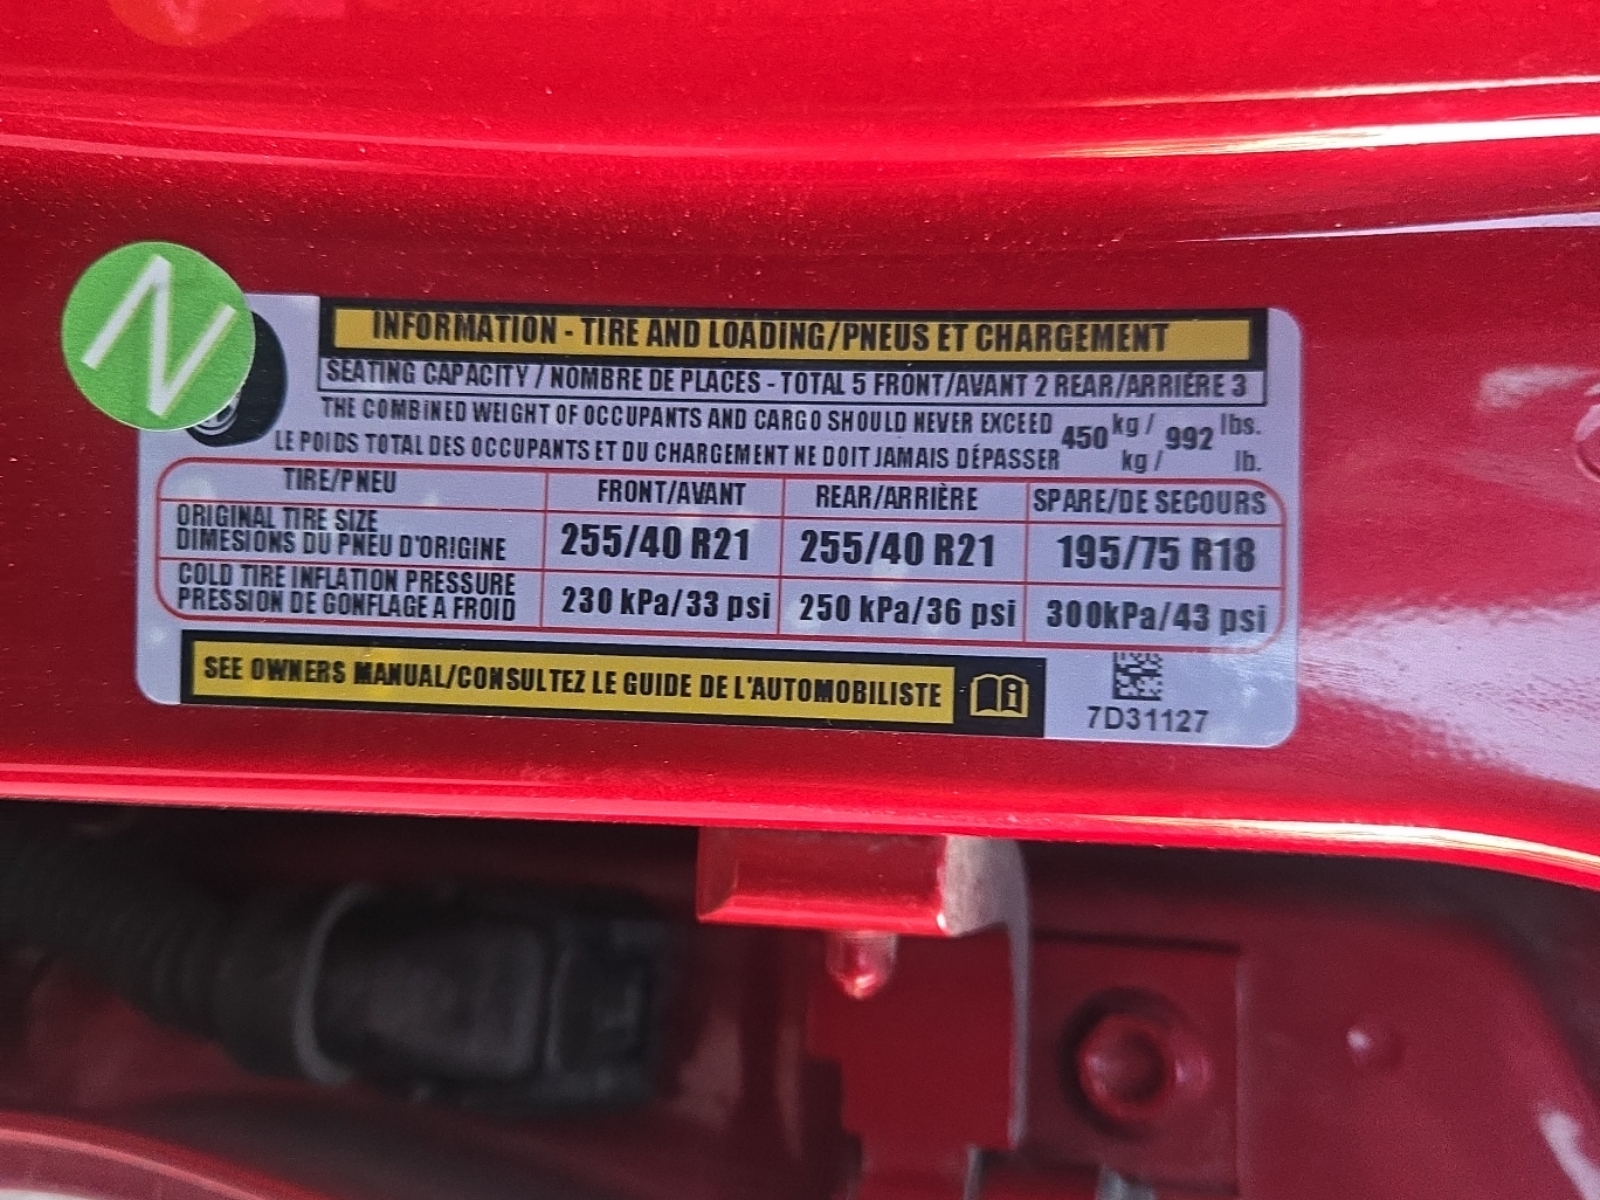 N
INFORMATION - TIRE AND LOADING/PNEUS ET CHARGEMENT
SEATING CAPACITY / NOMBRE DE PLACES - TOTAL 5 FRONT/AVANT 2 REAR/ARRIÈRE 3
THE COMBINED WEIGHT OF OCCUPANTS AND CARGO SHOULD NEVER EXCEED 450 kg / 992 lbs.
LE POIDS TOTAL DES OCCUPANTS ET DU CHARGEMENT NE DOIT JAMAIS DÉPASSER kg / lb.
TIRE/PNEU FRONT/AVANT REAR/ARRIÈRE SPARE/DE SECOURS
ORIGINAL TIRE SIZE
DIMESIONS DU PNEU D'ORIGINE 255/40 R21 255/40 R21 195/75 R18
COLD TIRE INFLATION PRESSURE
PRESSION DE GONFLAGE A FROID 230 kPa/33 psi 250 kPa/36 psi 300kPa/43 psi
SEE OWNERS MANUAL/CONSULTEZ LE GUIDE DE L'AUTOMOBILISTE
7D31127